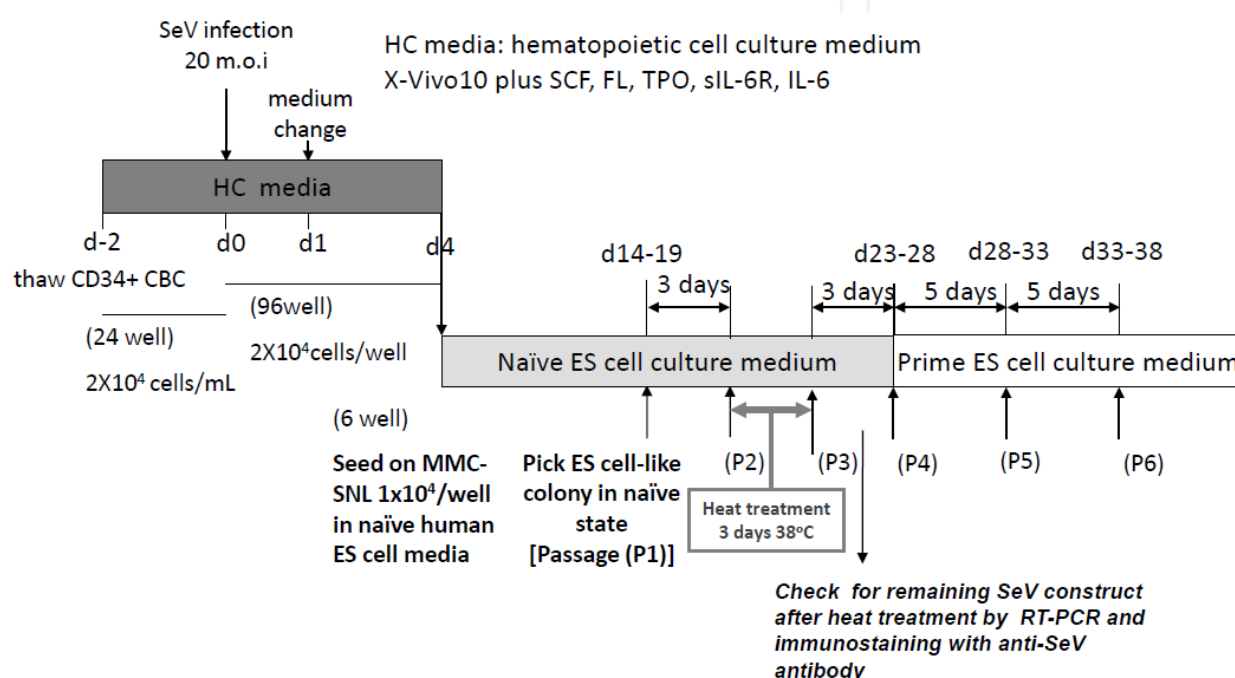 SeV infection
20 m.o.i
HC media: hematopoietic cell culture medium
X-Vivo10 plus SCF, FL, TPO, sIL-6R, IL-6
medium
change
HC media
d-2
d0
d1
d4
thaw CD34+ CBC
(24 well)
2X10⁴ cells/mL
(96well)
2X10⁴cells/well
d14-19
d23-28
d28-33
d33-38
3 days
3 days
5 days
5 days
Naïve ES cell culture medium
Prime ES cell culture medium
(6 well)
Seed on MMC-
SNL 1x10⁴/well
in naïve human
ES cell media
Pick ES cell-like
colony in naïve
state
[Passage (P1)]
(P2)
(P3)
(P4)
(P5)
(P6)
Heat treatment
3 days 38ºC
Check for remaining SeV construct
after heat treatment by RT-PCR and
immunostaining with anti-SeV
antibody